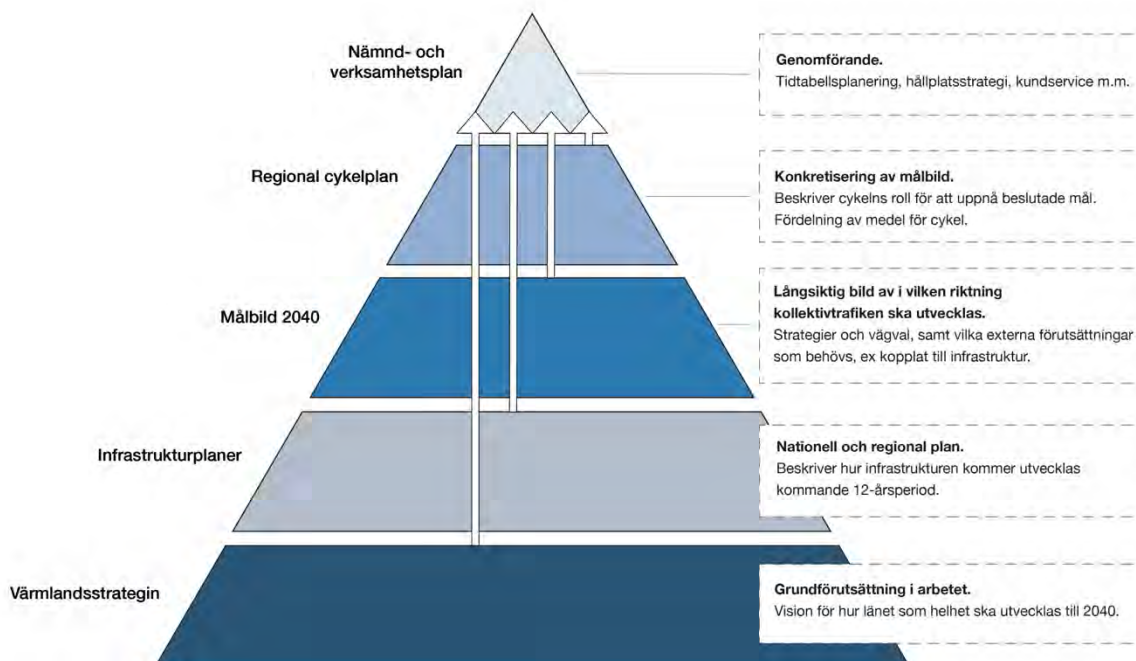 Nämnd- och
verksamhetsplan
Genomförande.
Tidtabellsplanering, hållplatsstrategi, kundservice m.m.
Regional cykelplan
Konkretisering av målbild.
Beskriver cykelns roll för att uppnå beslutade mål.
Fördelning av medel för cykel.
Målbild 2040
Långsiktig bild av i vilken riktning
kollektivtrafiken ska utvecklas.
Strategier och vägval, samt vilka externa förutsättningar
som behövs, ex kopplat till infrastruktur.
Infrastrukturplaner
Nationell och regional plan.
Beskriver hur infrastrukturen kommer utvecklas
kommande 12-årsperiod.
Värmlandsstrategin
Grundförutsättning i arbetet.
Vision för hur länet som helhet ska utvecklas till 2040.